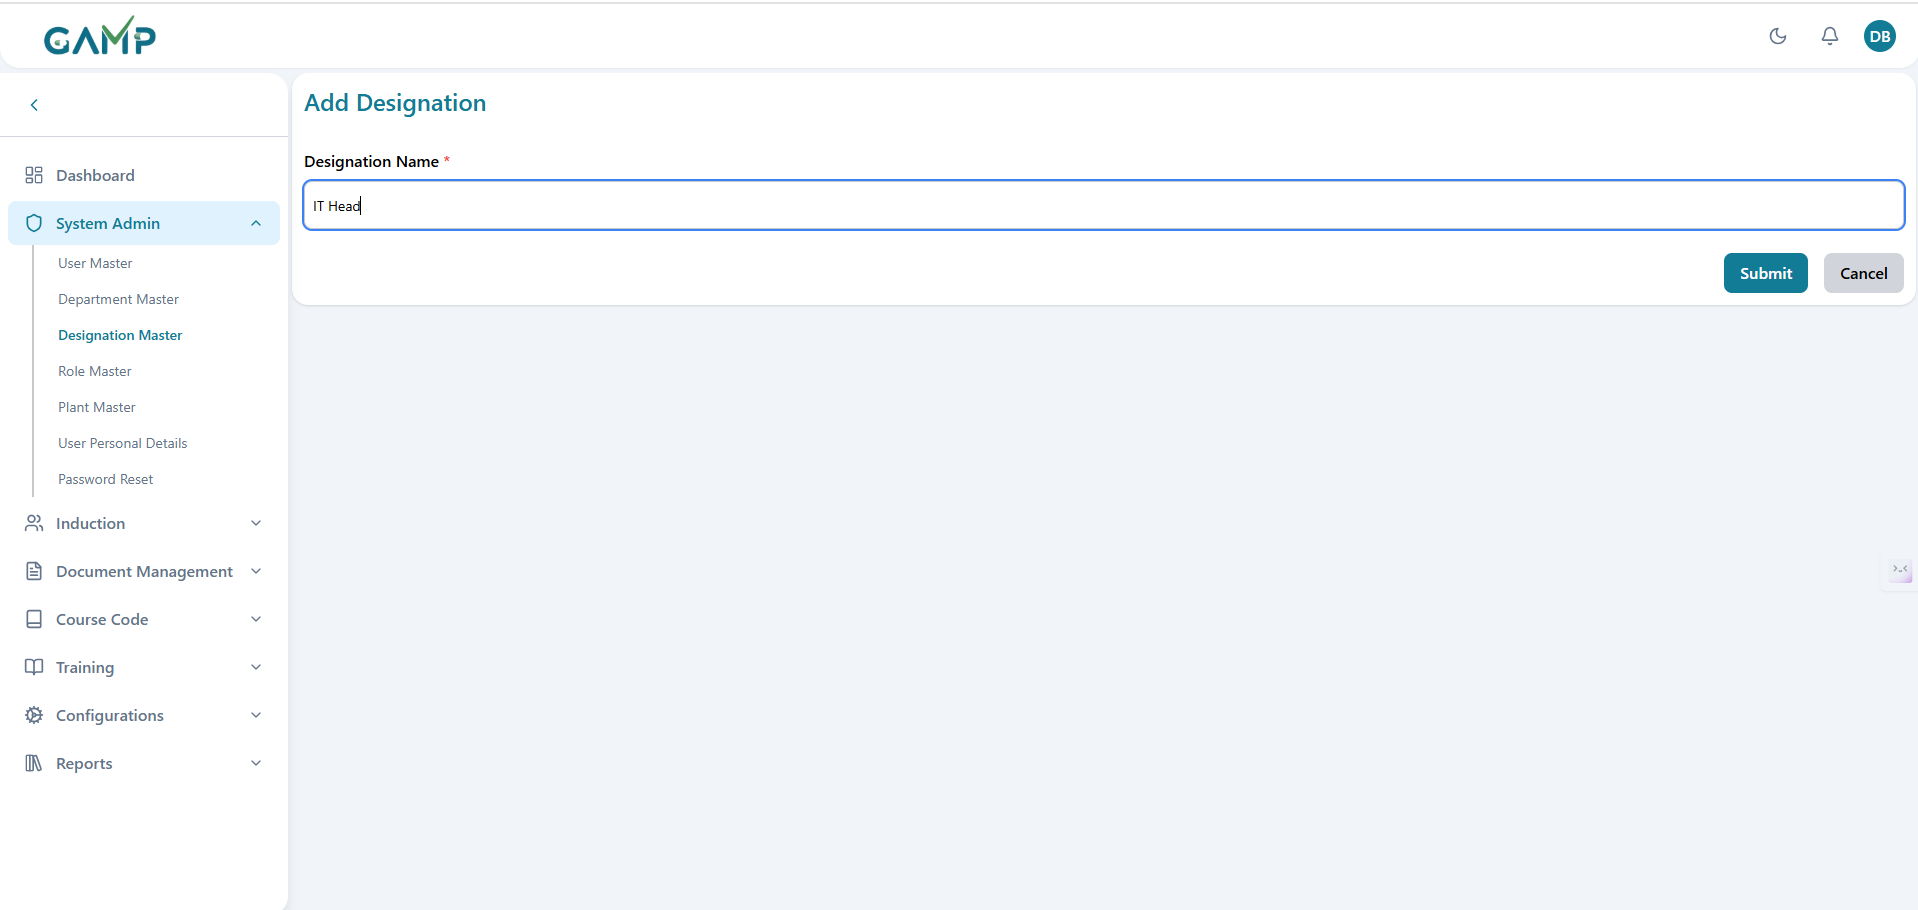 GAMP
DB
Add Designation
Designation Name *
IT Head
Submit
Cancel
Dashboard
System Admin
User Master
Department Master
Designation Master
Role Master
Plant Master
User Personal Details
Password Reset
Induction
Document Management
Course Code
Training
Configurations
Reports